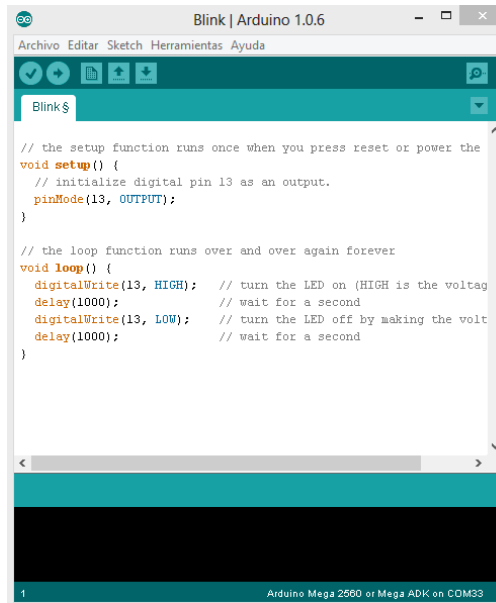 Blink | Arduino 1.0.6
Archivo Editar Sketch Herramientas Ayuda
Blink §
// the setup function runs once when you press reset or power the
void setup() {
  // initialize digital pin 13 as an output.
  pinMode(13, OUTPUT);
}
// the loop function runs over and over again forever
void loop() {
  digitalWrite(13, HIGH);   // turn the LED on (HIGH is the voltag
  delay(1000);              // wait for a second
  digitalWrite(13, LOW);    // turn the LED off by making the volt
  delay(1000);              // wait for a second
}
1 Arduino Mega 2560 or Mega ADK on COM33